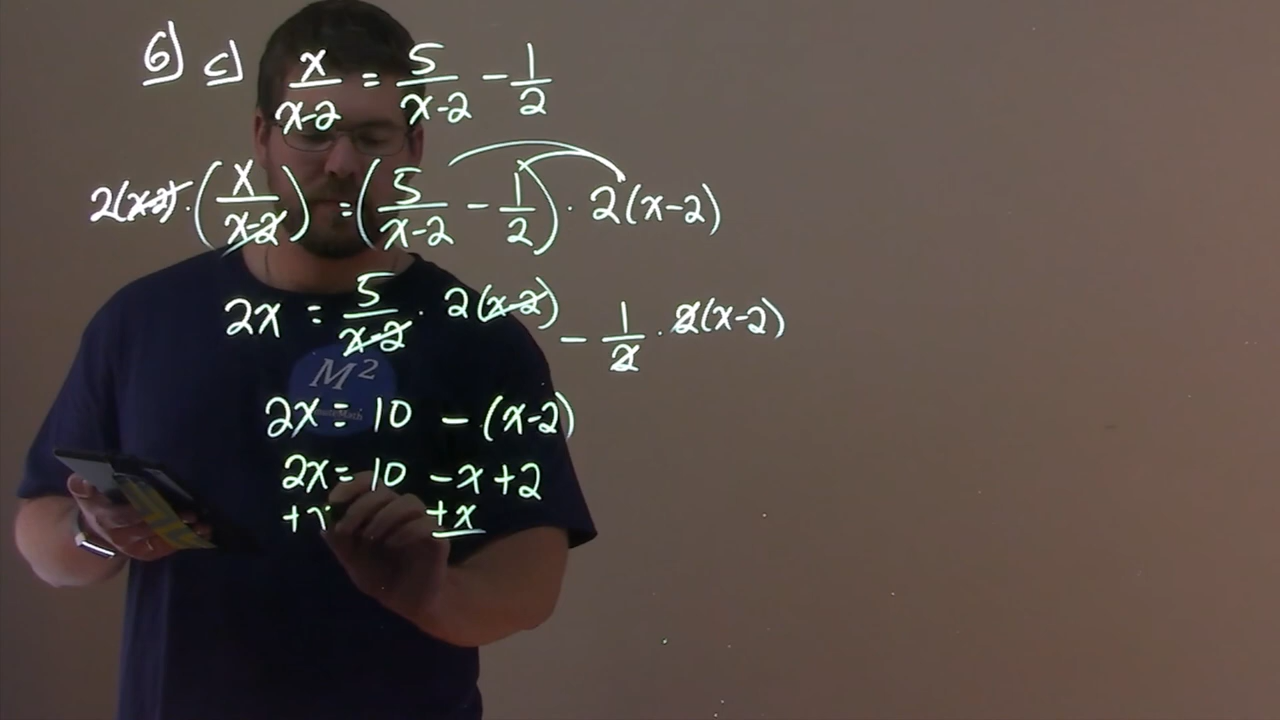 6) c) x/(x-2) = 5/(x-2) - 1/2
2(x-2) · (x/(x-2)) = (5/(x-2) - 1/2) · 2(x-2)
2x = 5/(x-2) · 2(x-2) - 1/2 · 2(x-2)
M²
2x = 10 - (x-2)
2x = 10 - x + 2
+x +x